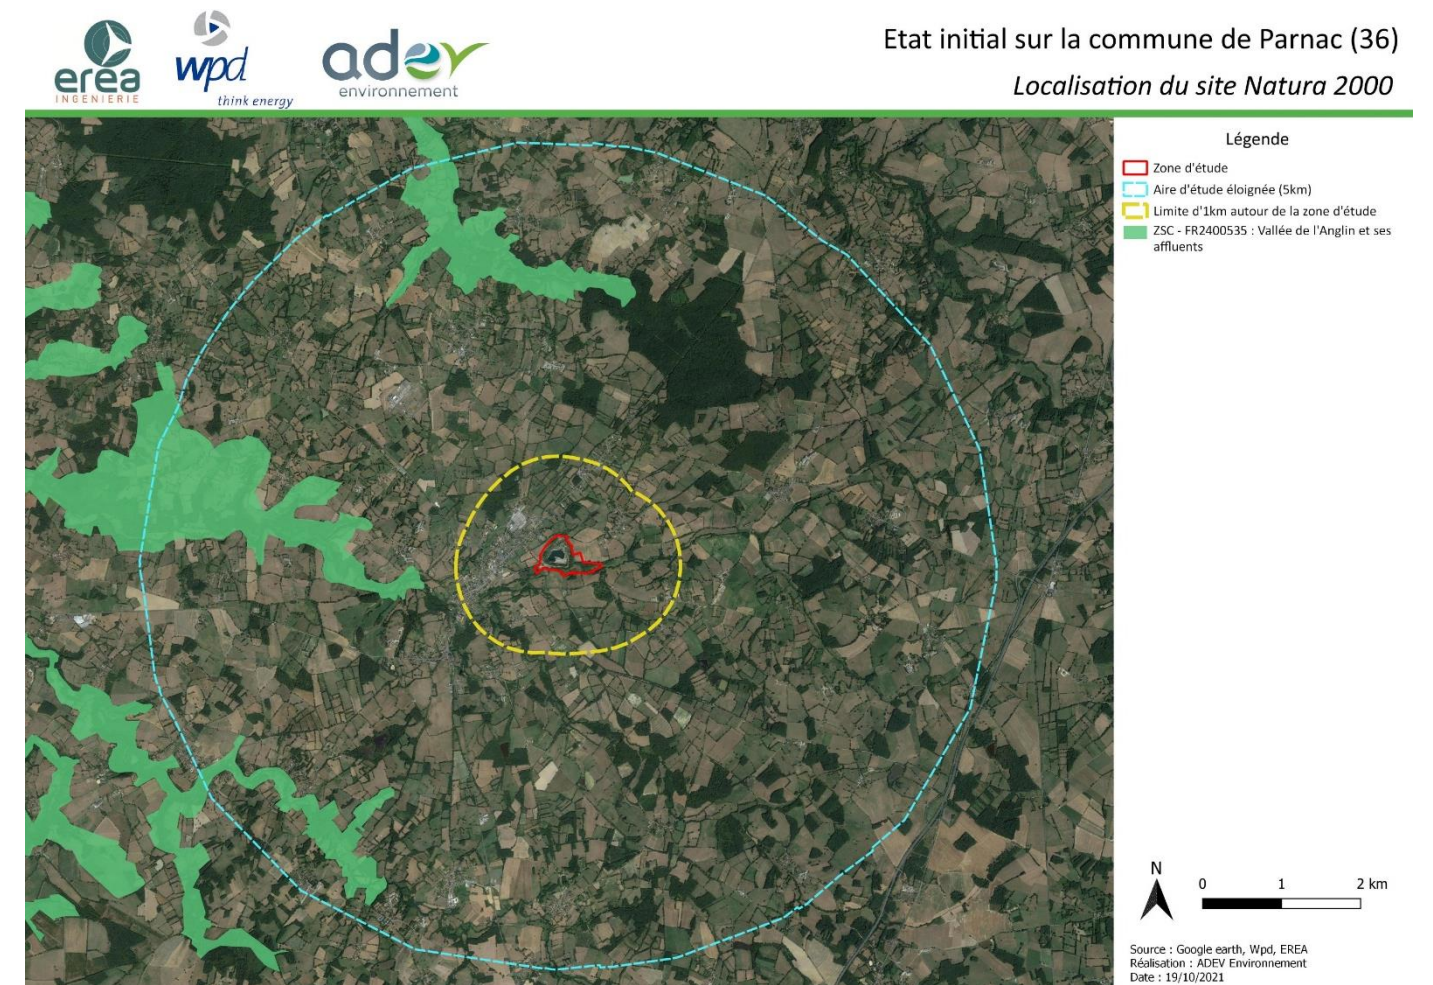 erea
INGENIERIE
wpd
think energy
adev
environnement
Etat initial sur la commune de Parnac (36)
Localisation du site Natura 2000
Légende
Zone d'étude
Aire d'étude éloignée (5km)
Limite d'1km autour de la zone d'étude
ZSC - FR2400535 : Vallée de l'Anglin et ses
affluents
N
0 1 2 km
Source : Google earth, Wpd, EREA
Réalisation : ADEV Environnement
Date : 19/10/2021